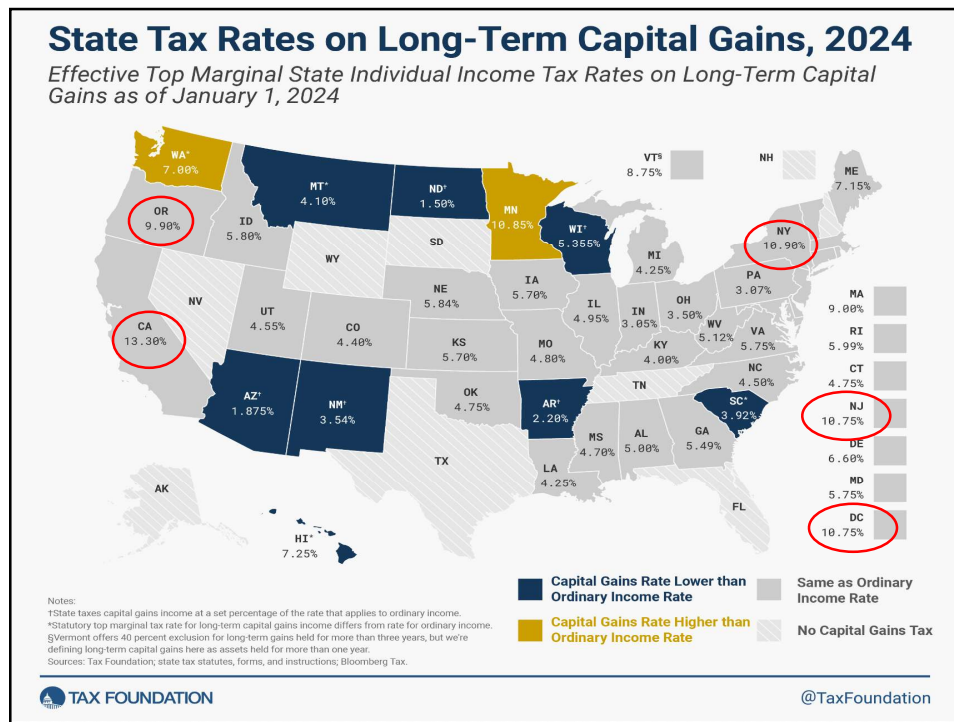 State Tax Rates on Long-Term Capital Gains, 2024
Effective Top Marginal State Individual Income Tax Rates on Long-Term Capital
Gains as of January 1, 2024
WA*
7.00%
MT*
4.10%
ND†
1.50%
MN
10.85%
WI†
5.355%
VT§
8.75%
NH
ME
7.15%
OR
9.90%
ID
5.80%
WY
SD
MI
4.25%
NY
10.90%
PA
3.07%
NV
UT
4.55%
CO
4.40%
NE
5.84%
IA
5.70%
IL
4.95%
IN
3.05%
OH
3.50%
WV
5.12%
VA
5.75%
CA
13.30%
KS
5.70%
MO
4.80%
KY
4.00%
NC
4.50%
TN
AZ†
1.875%
NM†
3.54%
OK
4.75%
AR†
2.20%
SC*
3.92%
MS
4.70%
AL
5.00%
GA
5.49%
TX
LA
4.25%
FL
AK
HI*
7.25%
MA
9.00%
RI
5.99%
CT
4.75%
NJ
10.75%
DE
6.60%
MD
5.75%
DC
10.75%
Capital Gains Rate Lower than
Ordinary Income Rate
Same as Ordinary
Income Rate
Capital Gains Rate Higher than
Ordinary Income Rate
No Capital Gains Tax
Notes:
†State taxes capital gains income at a set percentage of the rate that applies to ordinary income.
*Statutory top marginal tax rate for long-term capital gains income differs from rate for ordinary income.
§Vermont offers 40 percent exclusion for long-term gains held for more than three years, but we're
defining long-term capital gains here as assets held for more than one year.
Sources: Tax Foundation; state tax statutes, forms, and instructions; Bloomberg Tax.
TAX FOUNDATION
@TaxFoundation